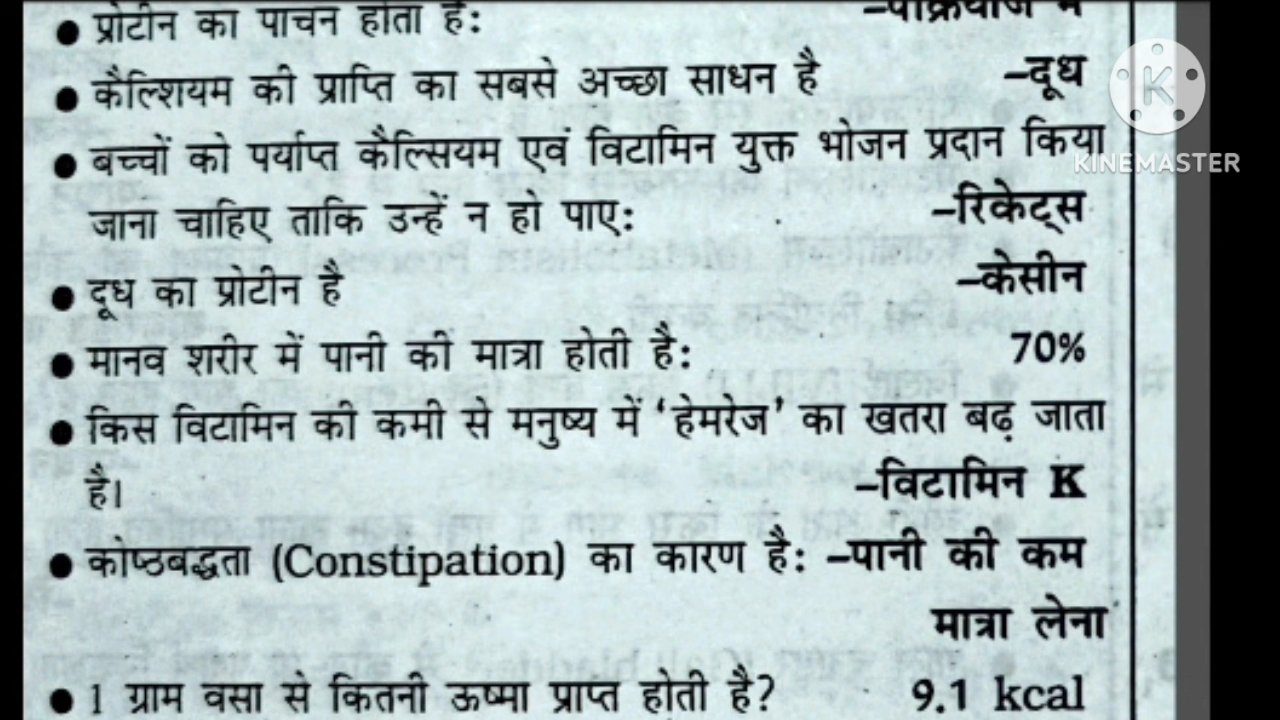 • प्रोटीन का पाचन होता है:
• कैल्शियम की प्राप्ति का सबसे अच्छा साधन है –दूध
• बच्चों को पर्याप्त कैल्सियम एवं विटामिन युक्त भोजन प्रदान किया
जाना चाहिए ताकि उन्हें न हो पाए: –रिकेट्स
• दूध का प्रोटीन है –केसीन
• मानव शरीर में पानी की मात्रा होती है: 70%
• किस विटामिन की कमी से मनुष्य में 'हेमरेज' का खतरा बढ़ जाता
है। –विटामिन K
• कोष्ठबद्धता (Constipation) का कारण है: –पानी की कम
मात्रा लेना
• 1 ग्राम वसा से कितनी ऊष्मा प्राप्त होती है? 9.1 kcal
K
KINEMASTER